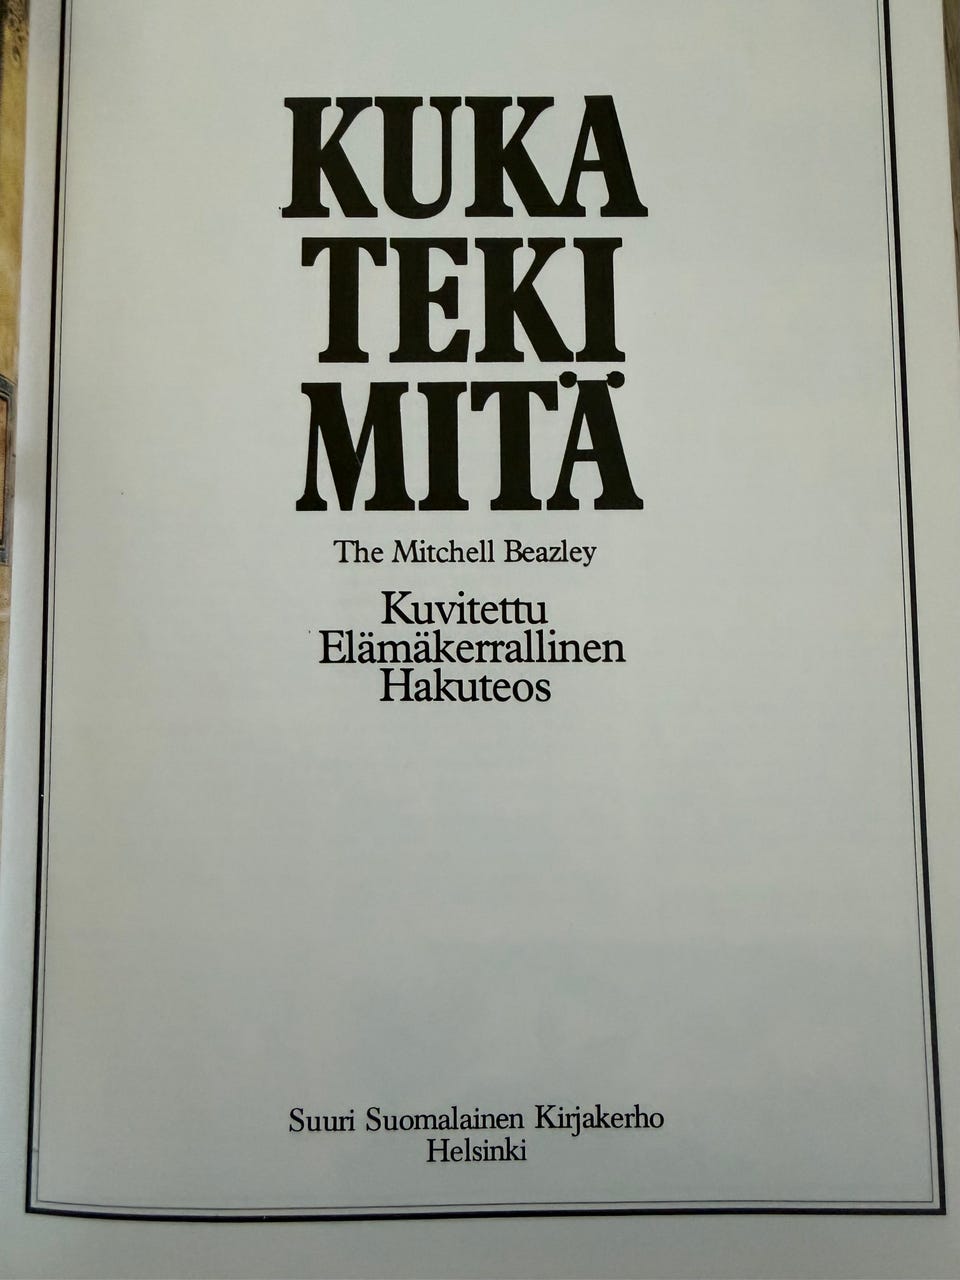 KUKA
TEKI
MITÄ
The Mitchell Beazley
Kuvitettu
Elämäkerrallinen
Hakuteos
Suuri Suomalainen Kirjakerho
Helsinki